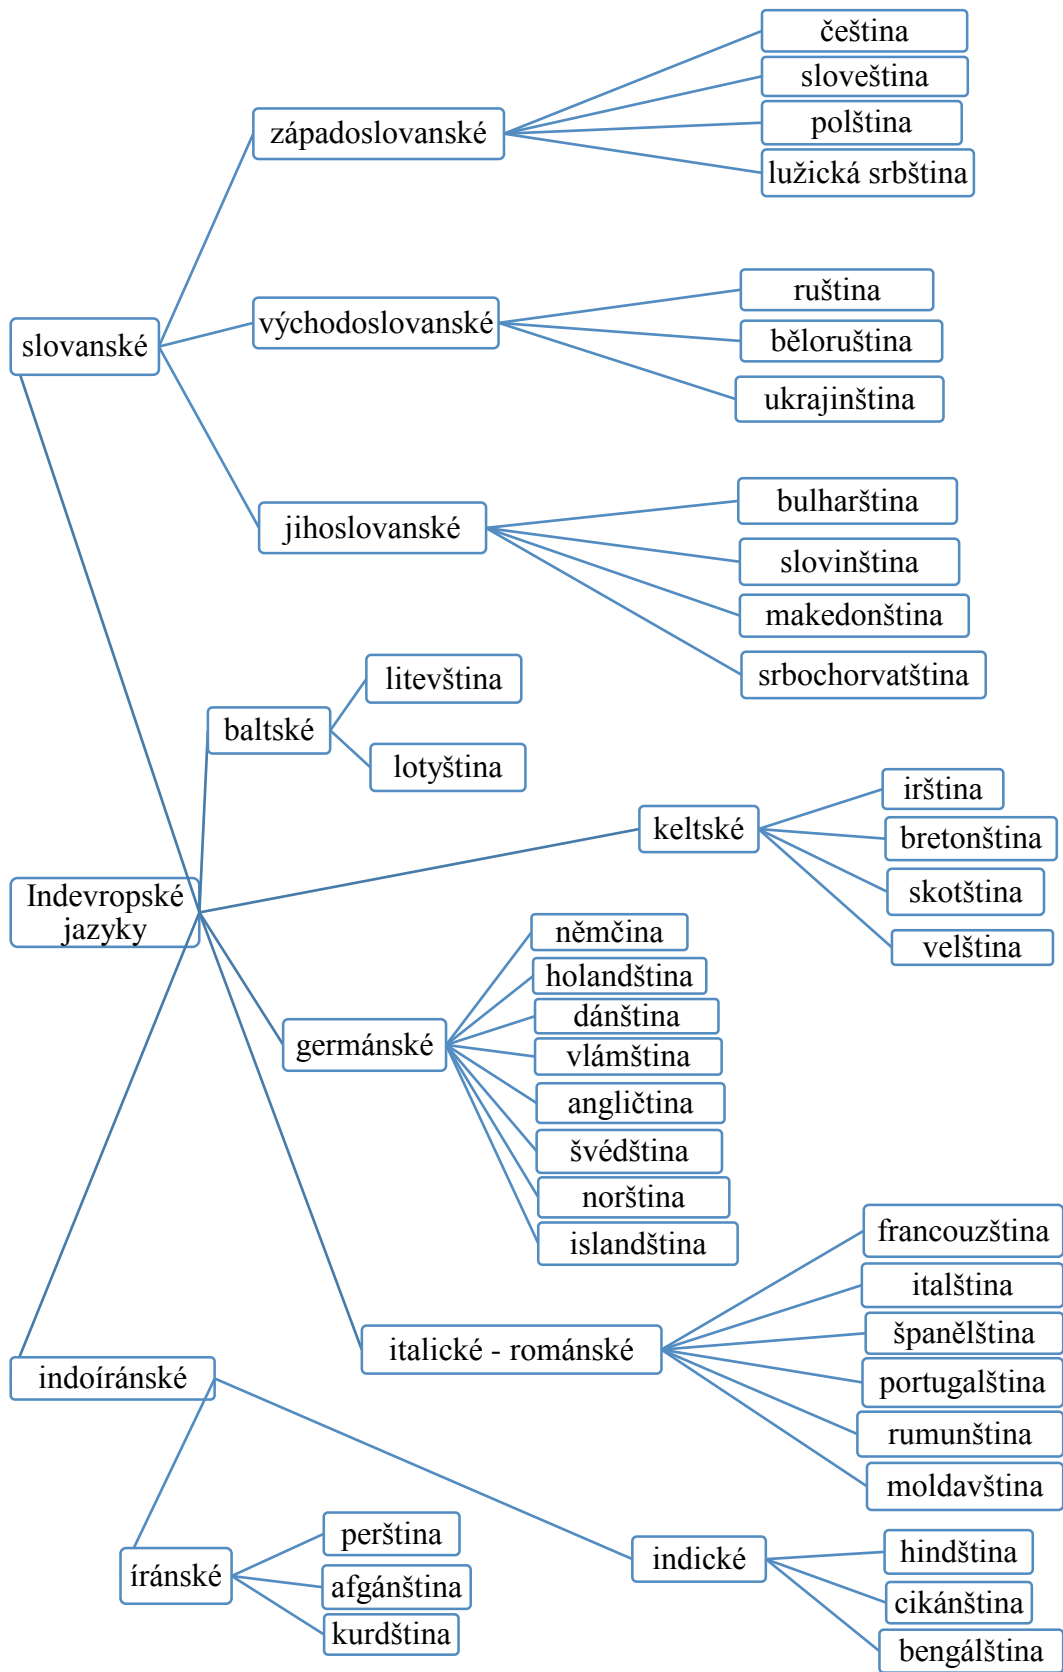 čeština
sloveština
polština
lužická srbština
západoslovanské
ruština
běloruština
ukrajinština
východoslovanské
slovanské
bulharština
slovinština
makedonština
srbochorvatština
jihoslovanské
litevština
lotyština
baltské
irština
bretonština
skotština
velština
keltské
Indevropské
jazyky
němčina
holandština
dánština
vlámština
angličtina
švédština
norština
islandština
germánské
francouzština
italština
španělština
portugalština
rumunština
moldavština
italické - románské
indoíránské
perština
afgánština
kurdština
íránské
indické
hindština
cikánština
bengálština